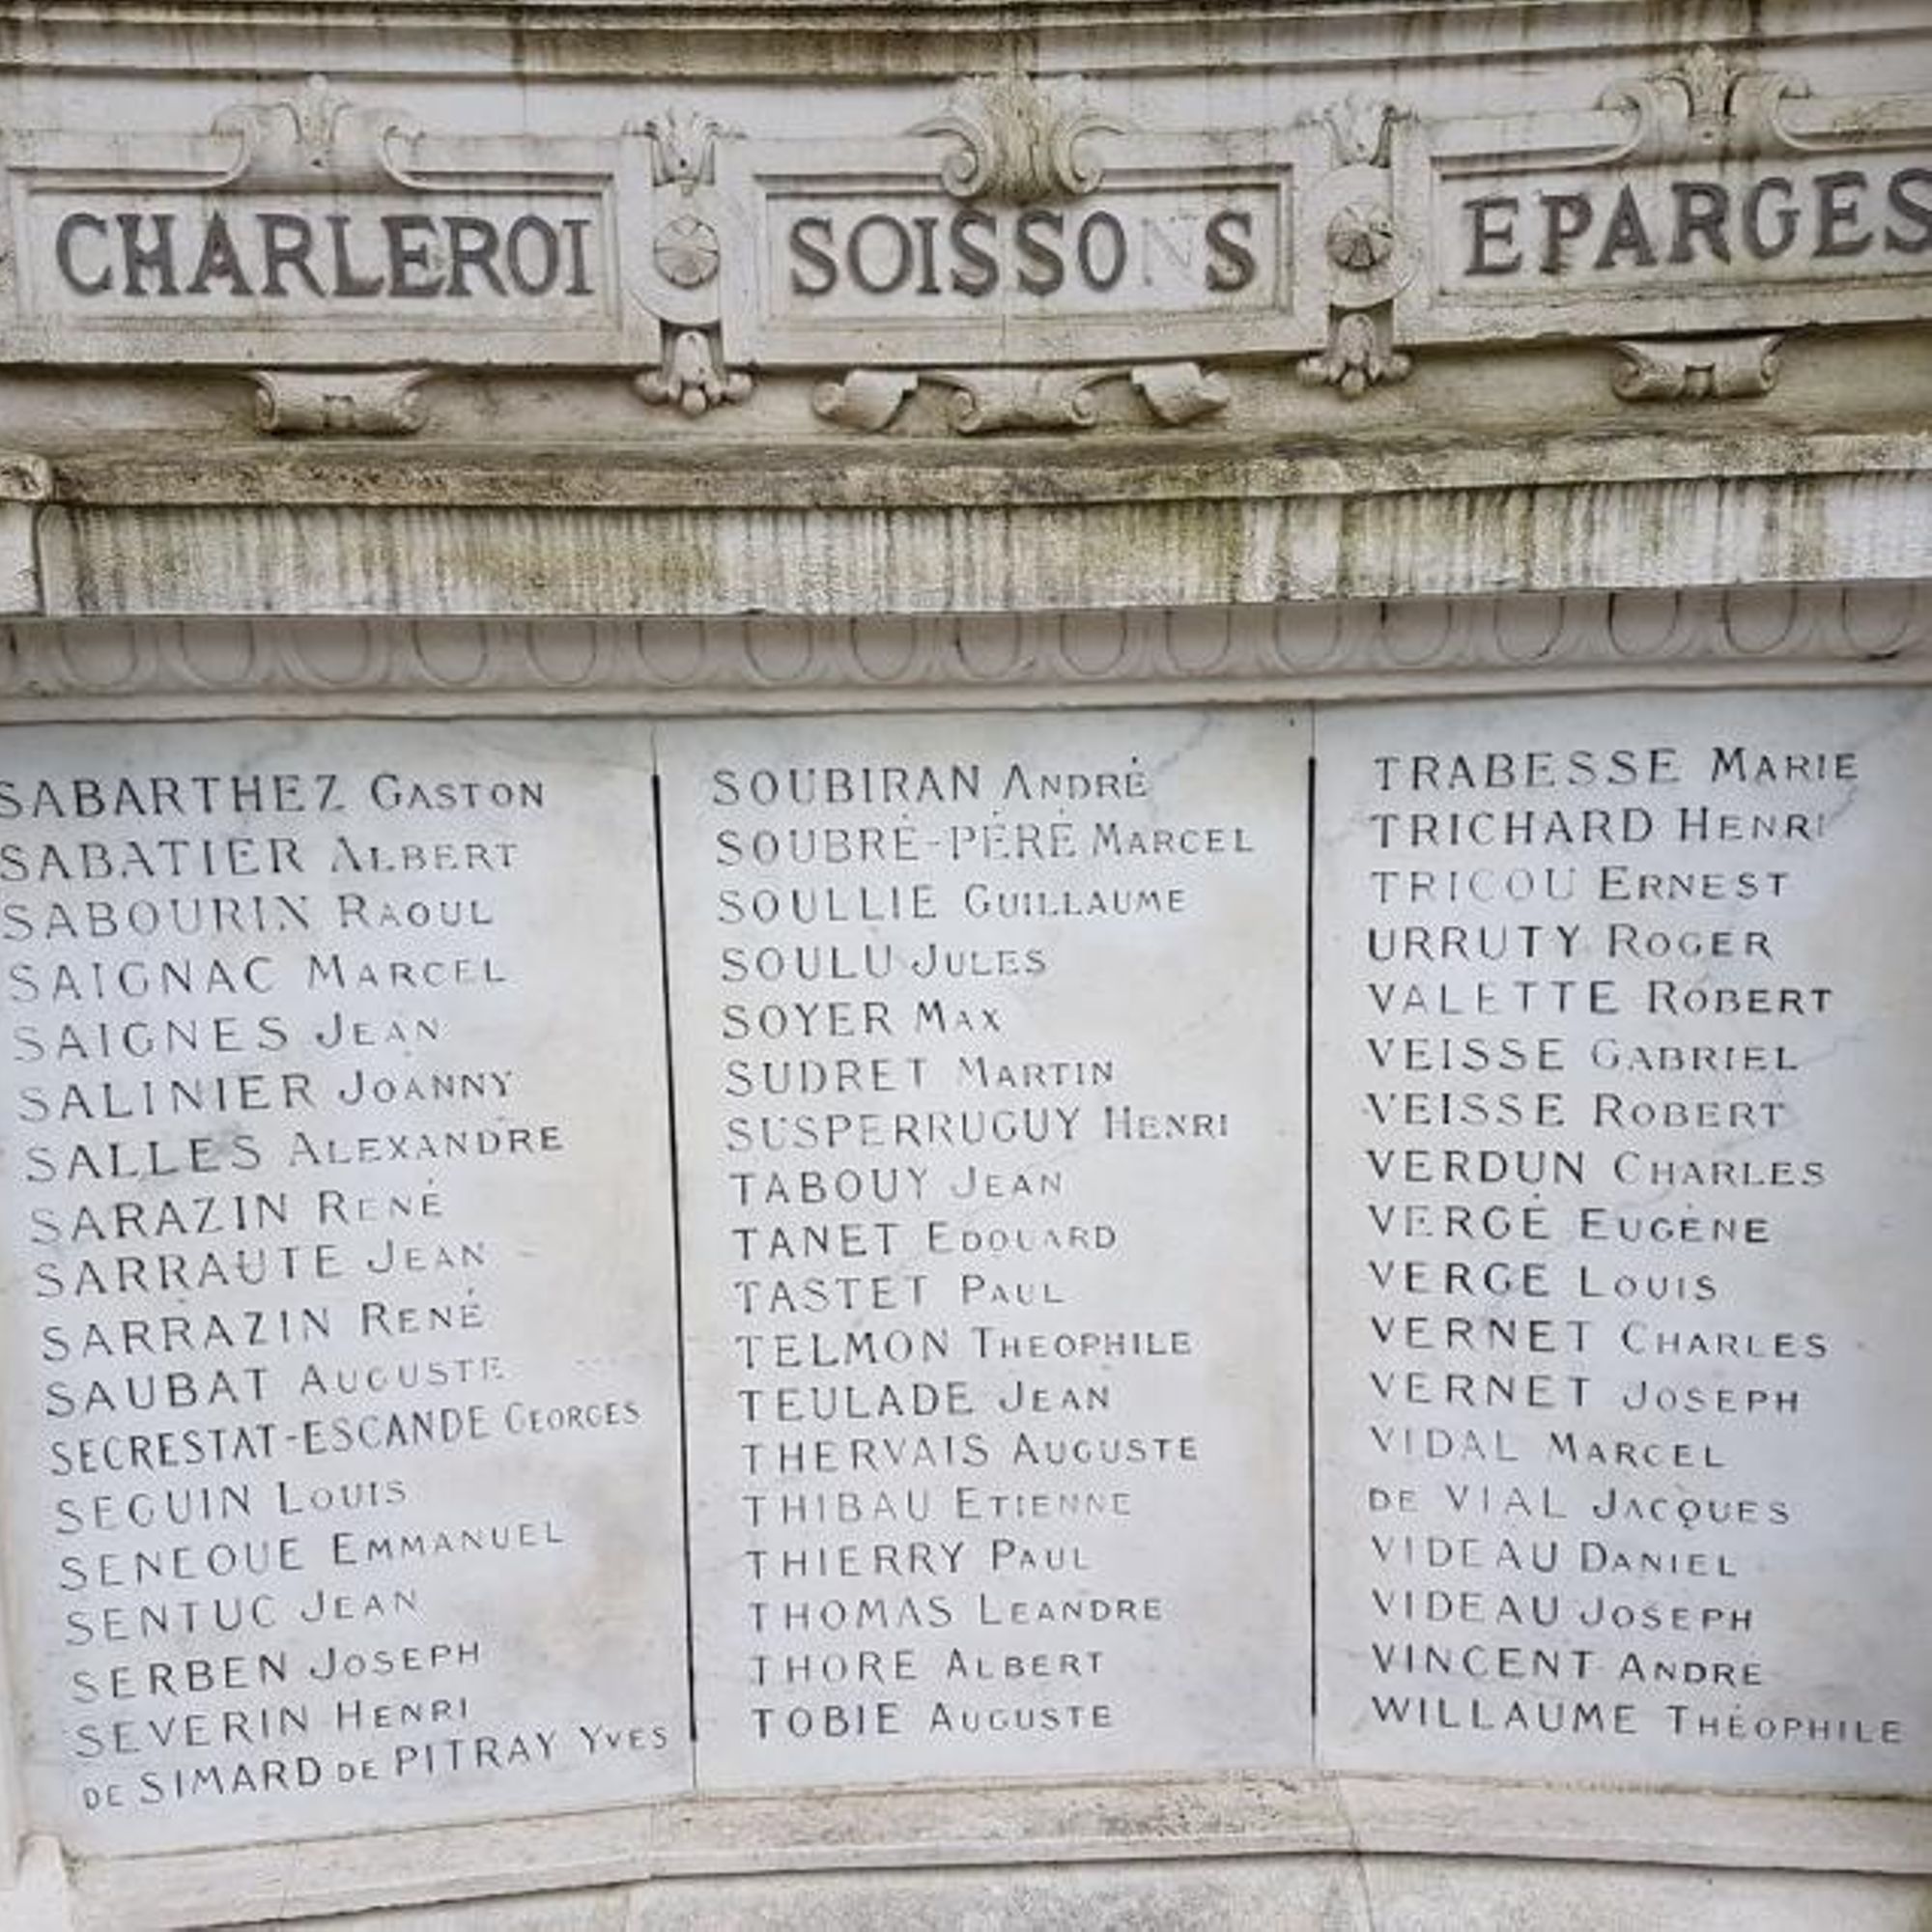 CHARLEROI
SOISSONS
EPARGES
SABARTHEZ GASTON
SABATIER ALBERT
SABOURIN RAOUL
SAIGNAC MARCEL
SAIGNES JEAN
SALINIER JOANNY
SALLES ALEXANDRE
SARAZIN RENÉ
SARRAUTE JEAN
SARRAZIN RENÉ
SAUBAT AUGUSTE
SECRESTAT-ESCANDE GEORGES
SEGUIN LOUIS
SENEOUE EMMANUEL
SENTUC JEAN
SERBEN JOSEPH
SEVERIN HENRI
DE SIMARD DE PITRAY YVES
SOUBIRAN ANDRÉ
SOUBRÉ-PÉRÉ MARCEL
SOULLIE GUILLAUME
SOULU JULES
SOYER MAX
SUDRET MARTIN
SUSPERRUGUY HENRI
TABOUY JEAN
TANET EDOUARD
TASTET PAUL
TELMON THEOPHILE
TEULADE JEAN
THERVAIS AUGUSTE
THIBAU ETIENNE
THIERRY PAUL
THOMAS LEANDRE
THORE ALBERT
TOBIE AUGUSTE
TRABESSE MARIE
TRICHARD HENRI
TRICOU ERNEST
URRUTY ROGER
VALETTE ROBERT
VEISSE GABRIEL
VEISSE ROBERT
VERDUN CHARLES
VERGÉ EUGÈNE
VERGE LOUIS
VERNET CHARLES
VERNET JOSEPH
VIDAL MARCEL
DE VIAL JACQUES
VIDEAU DANIEL
VIDEAU JOSEPH
VINCENT ANDRE
WILLAUME THÉOPHILE